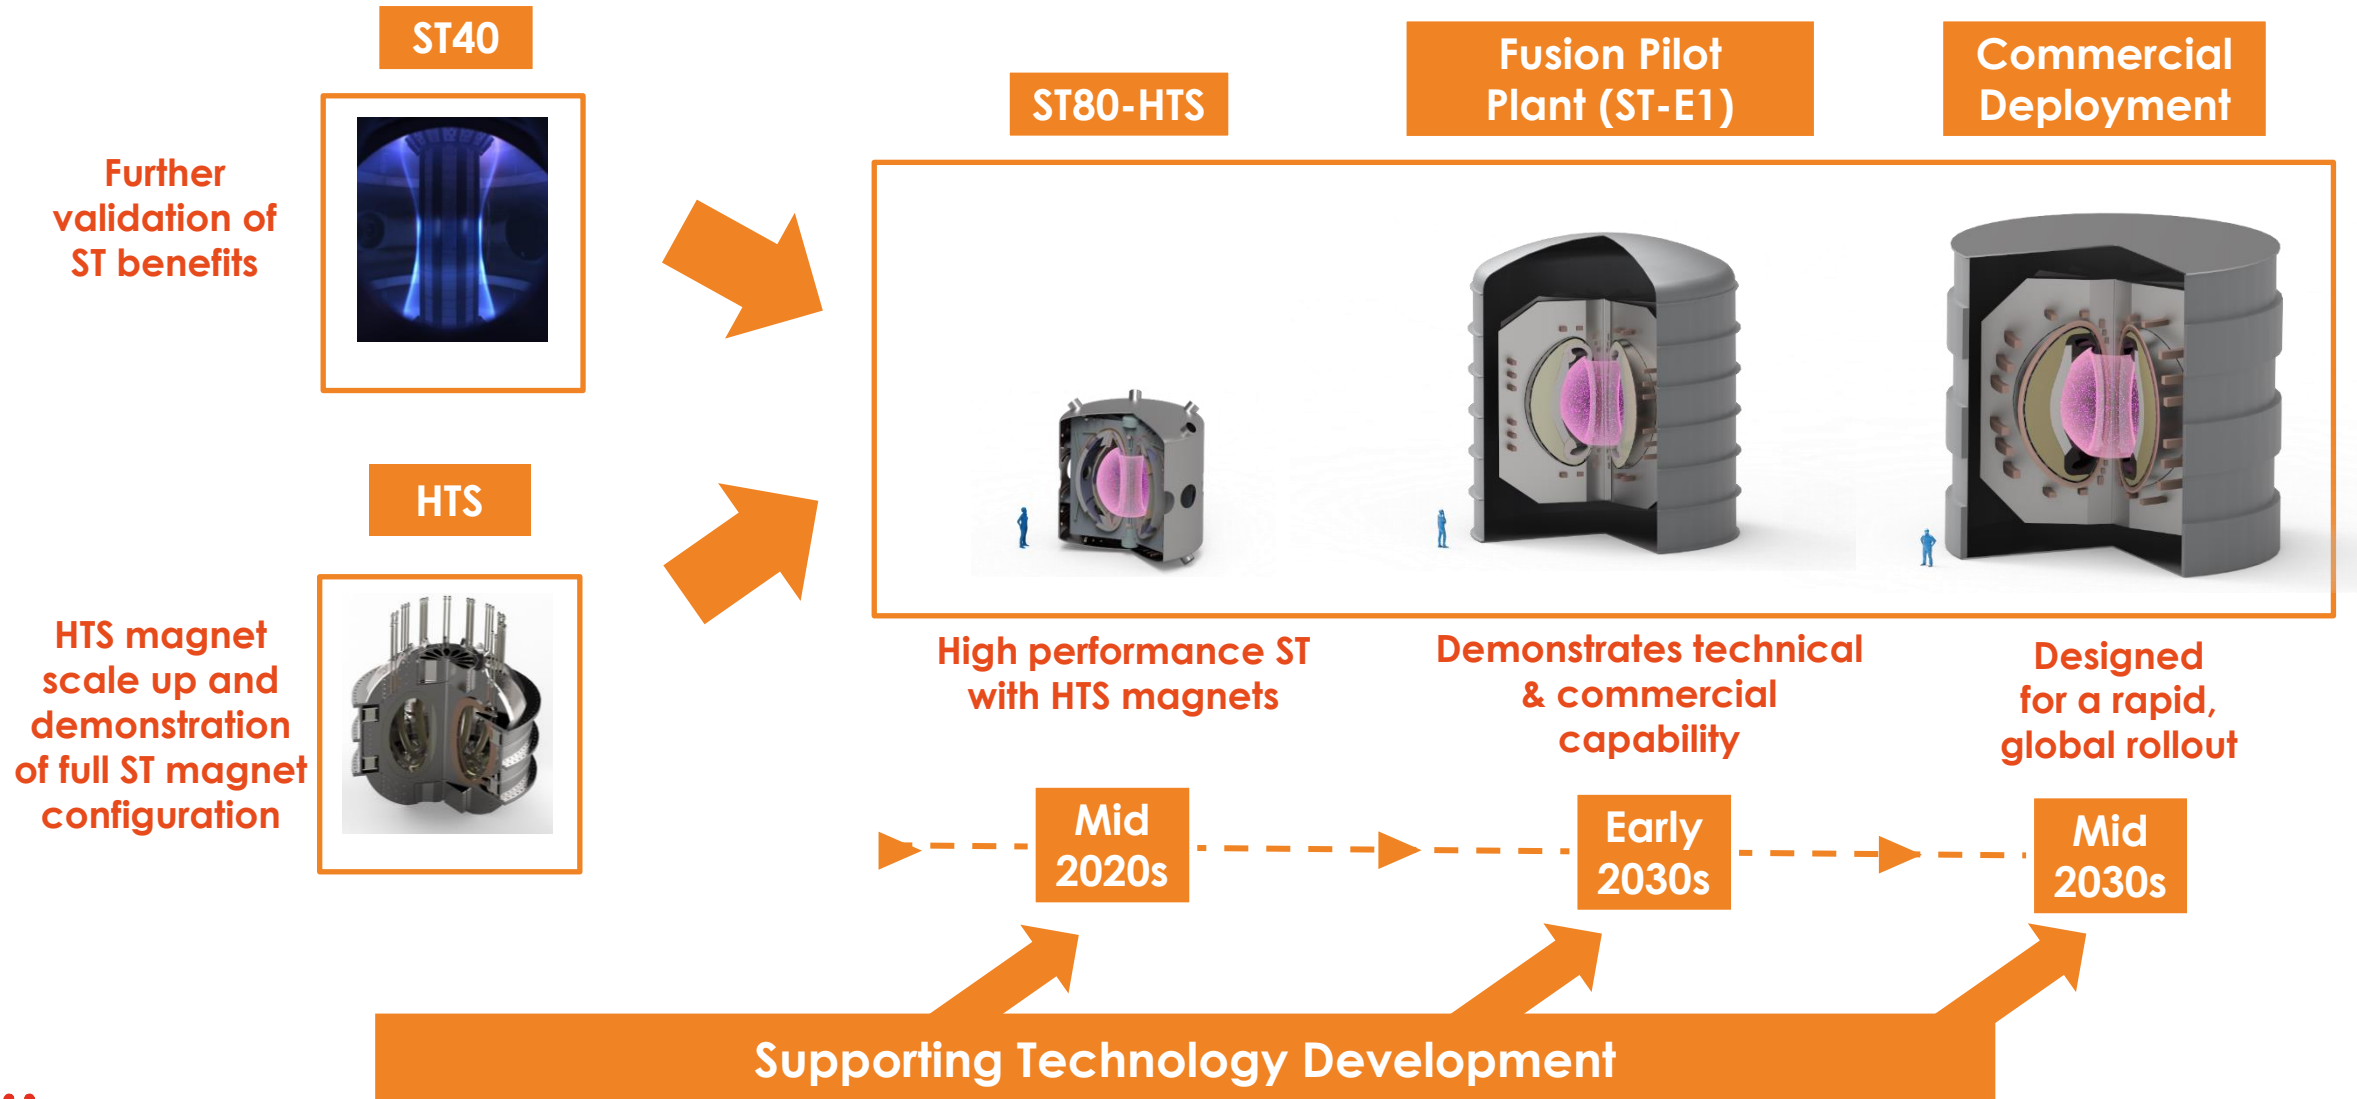 ST40
Further
validation of
ST benefits
HTS
HTS magnet
scale up and
demonstration
of full ST magnet
configuration
ST80-HTS
High performance ST
with HTS magnets
Fusion Pilot
Plant (ST-E1)
Demonstrates technical
& commercial
capability
Commercial
Deployment
Designed
for a rapid,
global rollout
Mid
2020s
Early
2030s
Mid
2030s
Supporting Technology Development